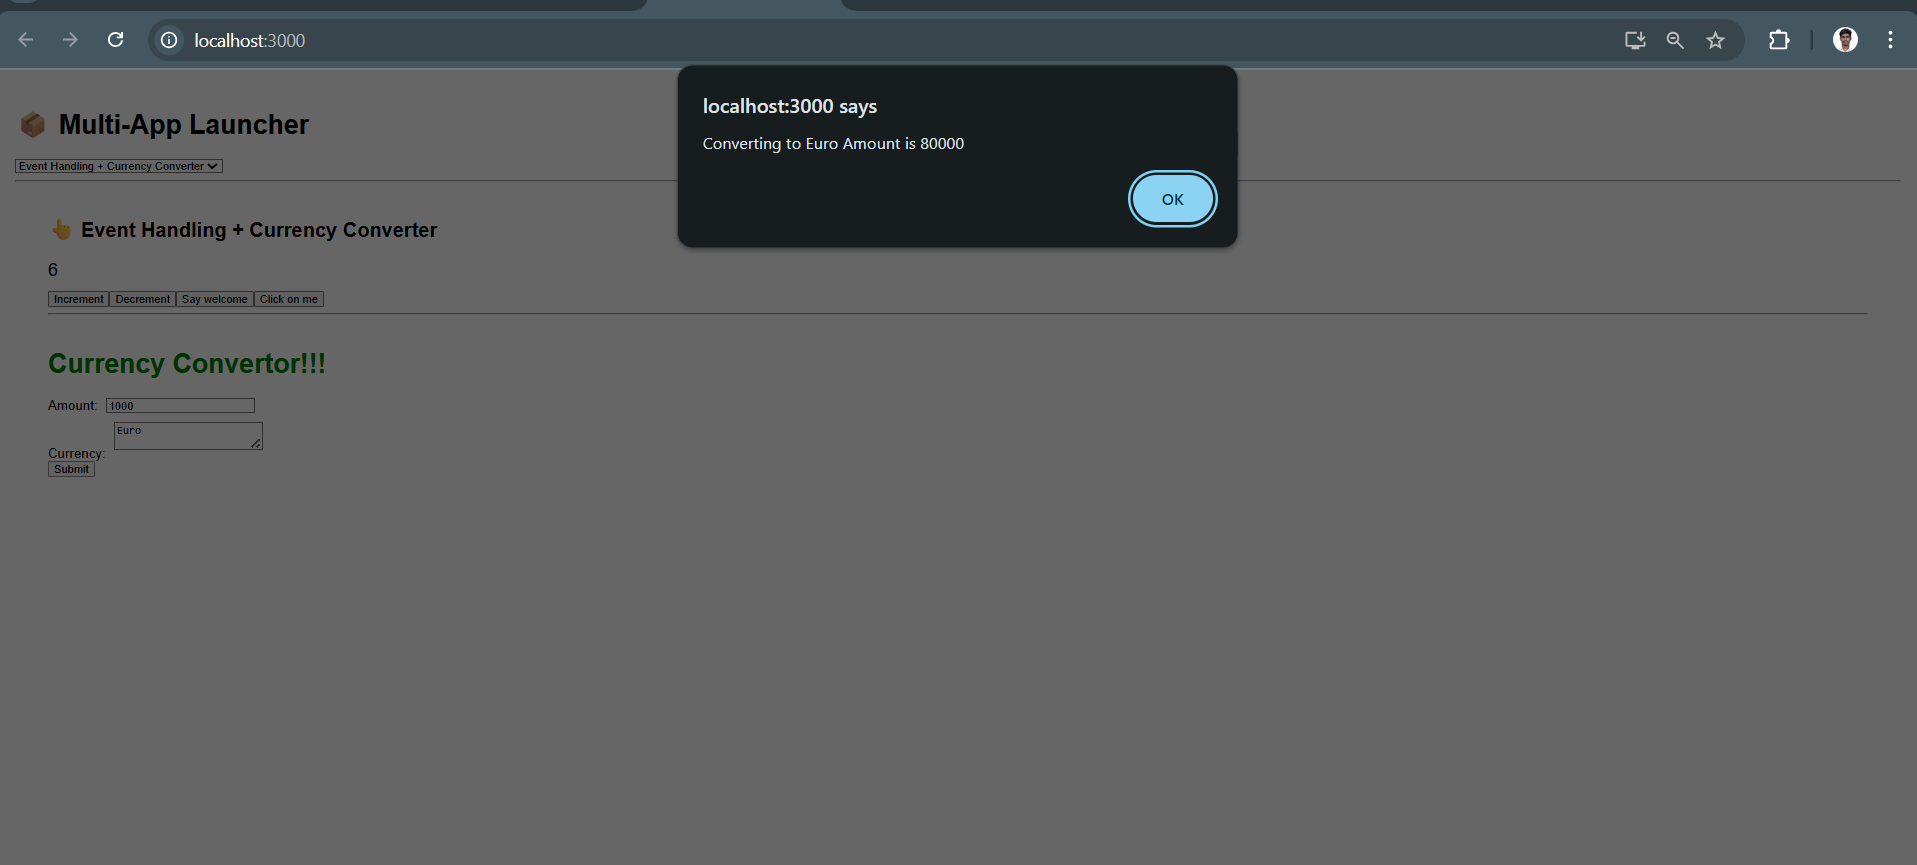 localhost:3000
localhost:3000 says
Converting to Euro Amount is 80000
OK
📦 Multi-App Launcher
Event Handling + Currency Converter
👆 Event Handling + Currency Converter
6
Increment Decrement Say welcome Click on me
Currency Convertor!!!
Amount: 1000
Euro
Currency:
Submit